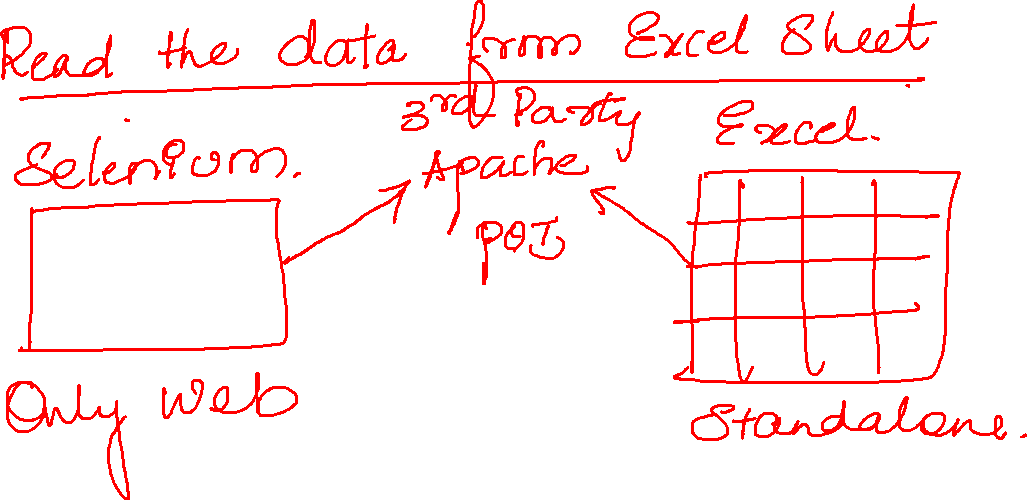 Read the data from Excel Sheet
3rd Party
Excel.
Selenium.
Apache
POI
Only Web
Standalone.